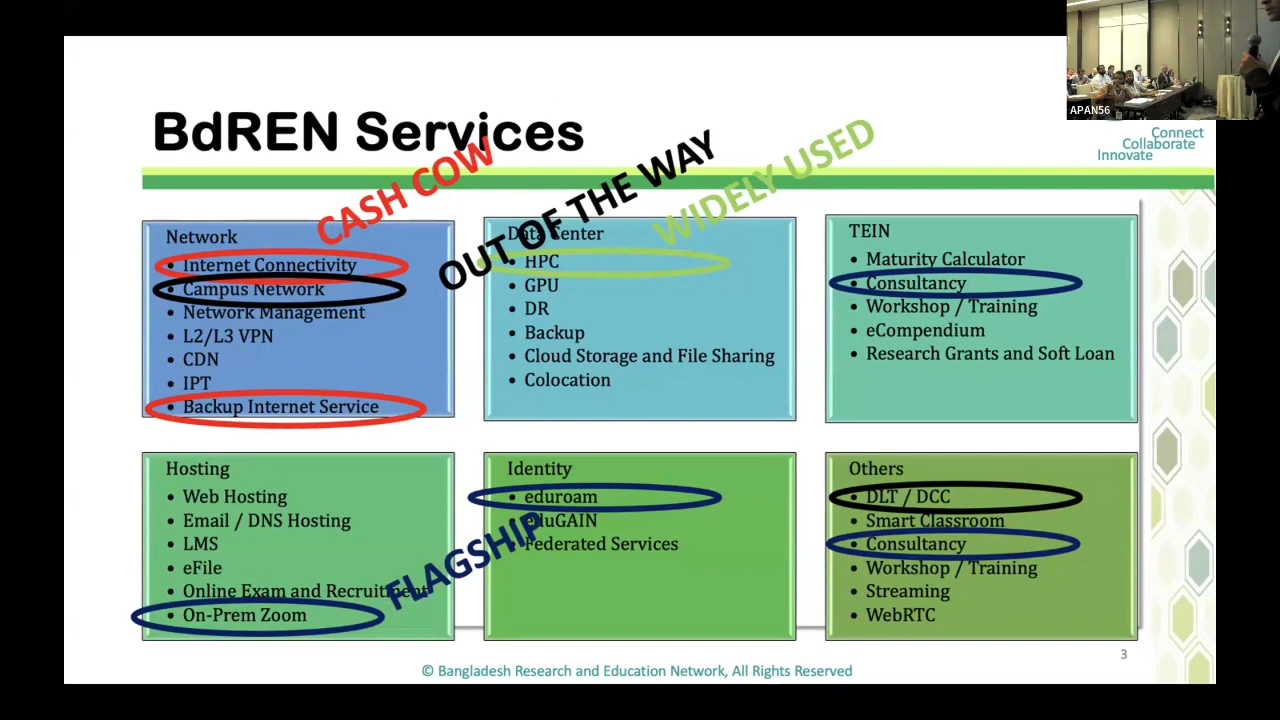 APAN56
BdREN Services
Connect
Collaborate
Innovate
CASH COW
OUT OF THE WAY
WIDELY USED
Network
• Internet Connectivity
• Campus Network
• Network Management
• L2/L3 VPN
• CDN
• IPT
• Backup Internet Service
Data Center
• HPC
• GPU
• DR
• Backup
• Cloud Storage and File Sharing
• Colocation
TEIN
• Maturity Calculator
• Consultancy
• Workshop / Training
• eCompendium
• Research Grants and Soft Loan
Hosting
• Web Hosting
• Email / DNS Hosting
• LMS
• eFile
• Online Exam and Recruitment
• On-Prem Zoom
FLAGSHIP
Identity
• eduroam
• eduGAIN
• Federated Services
Others
• DLT / DCC
• Smart Classroom
• Consultancy
• Workshop / Training
• Streaming
• WebRTC
3
© Bangladesh Research and Education Network, All Rights Reserved